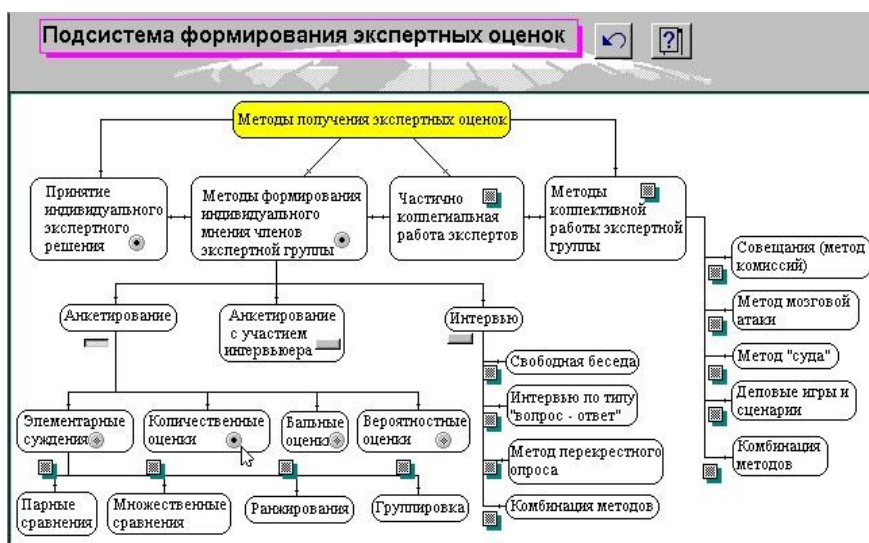 Подсистема формирования экспертных оценок
Методы получения экспертных оценок
Принятие
индивидуального
экспертного
решения
Методы формирования
индивидуального
мнения членов
экспертной группы
Частично
коллегиальная
работа экспертов
Методы
коллективной
работы экспертной
группы
Совещания (метод
комиссий)
Метод мозговой
атаки
Метод "суда"
Деловые игры и
сценарии
Комбинация
методов
Анкетирование
Анкетирование
с участием
интервьюера
Интервью
Свободная беседа
Интервью по типу
"вопрос - ответ"
Метод перекрестного
опроса
Комбинация методов
Элементарные
суждения
Количественные
оценки
Бальные
оценки
Вероятностные
оценки
Парные
сравнения
Множественные
сравнения
Ранжирования
Группировка